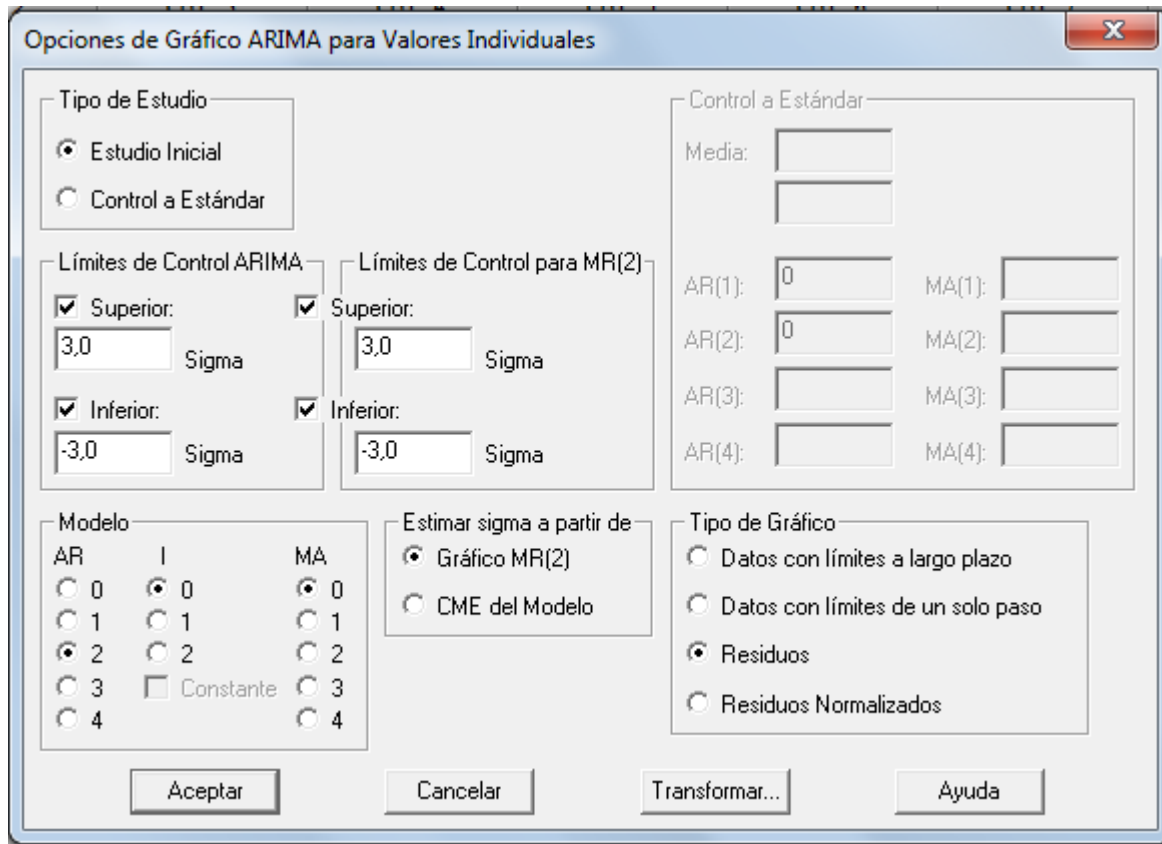 Opciones de Gráfico ARIMA para Valores Individuales
Tipo de Estudio
Estudio Inicial
Control a Estándar
Control a Estándar
Media:
AR(1): 0 MA(1):
AR(2): 0 MA(2):
AR(3): MA(3):
AR(4): MA(4):
Límites de Control ARIMA
Superior:
3,0 Sigma
Inferior:
-3,0 Sigma
Límites de Control para MR(2)
Superior:
3,0 Sigma
Inferior:
-3,0 Sigma
Modelo
AR I MA
0 0 0
1 1 1
2 2 2
3 Constante 3
4 4
Estimar sigma a partir de
Gráfico MR(2)
CME del Modelo
Tipo de Gráfico
Datos con límites a largo plazo
Datos con límites de un solo paso
Residuos
Residuos Normalizados
Aceptar Cancelar Transformar... Ayuda